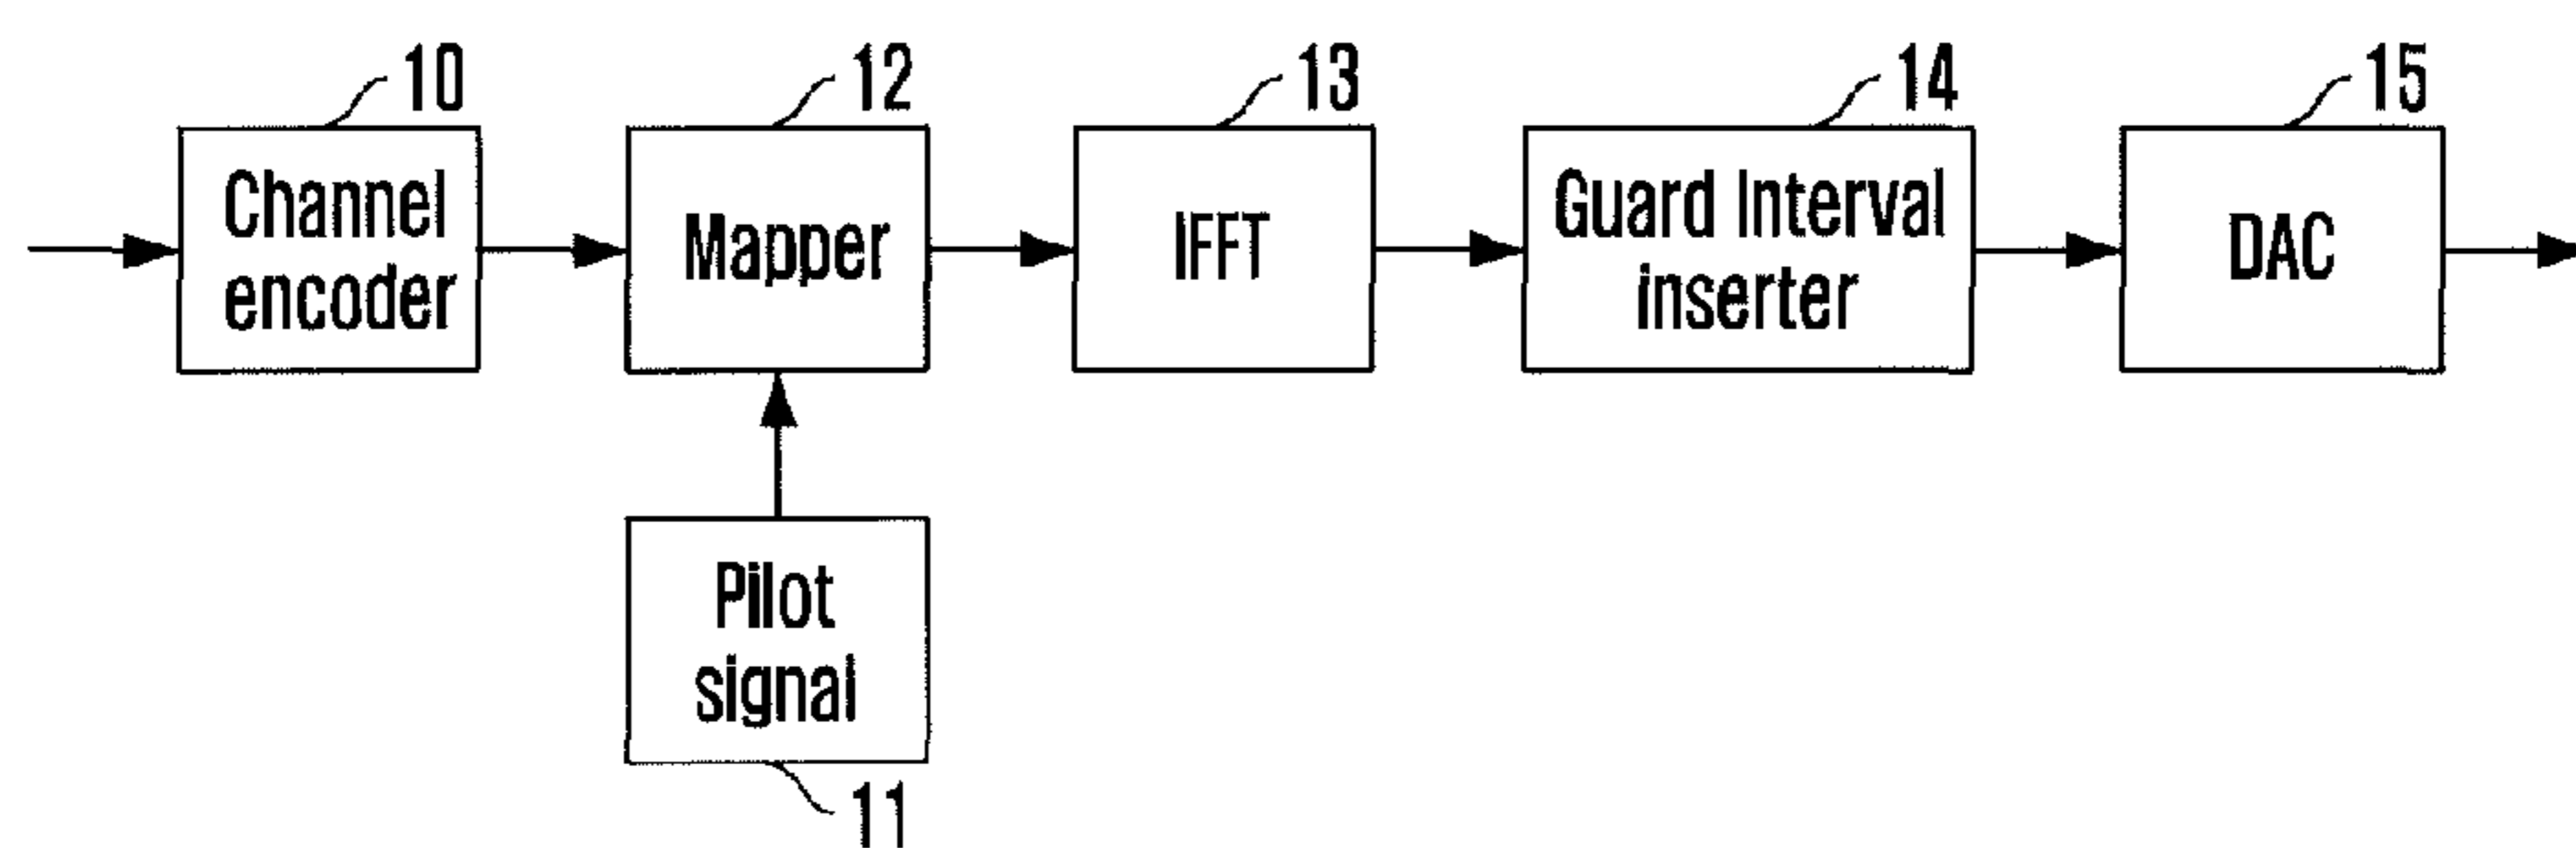 10
12
13
14
15
Channel
encoder
Mapper
IFFT
Guard Interval
inserter
DAC
Pilot
signal
11